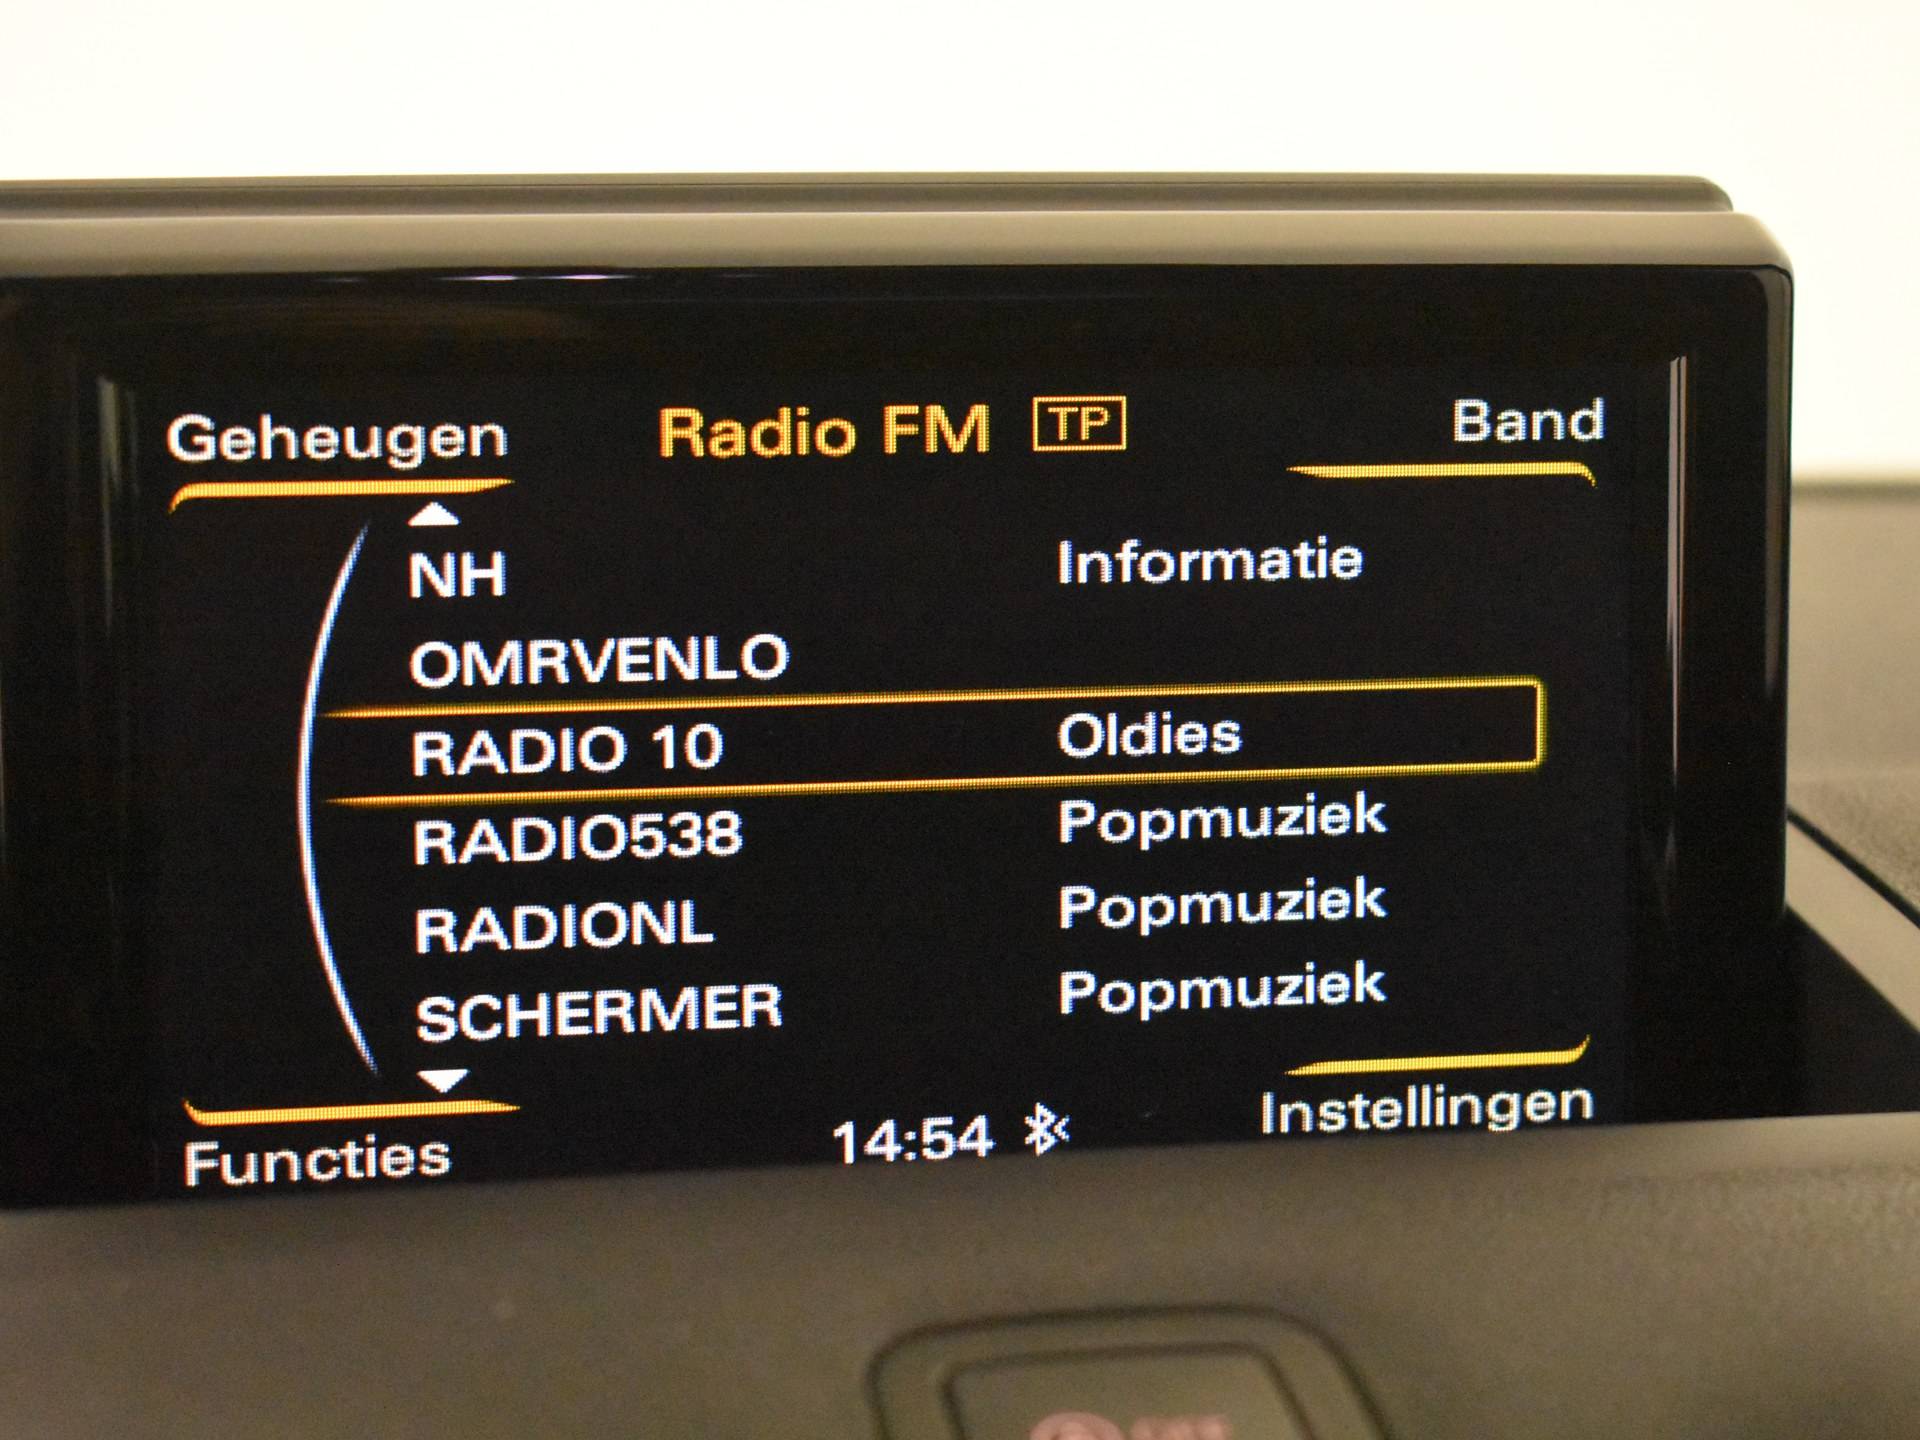 Geheugen Radio FM TP Band
NH Informatie
OMRVENLO
RADIO 10 Oldies
RADIO538 Popmuziek
RADIONL Popmuziek
SCHERMER Popmuziek
Functies 14:54 Instellingen